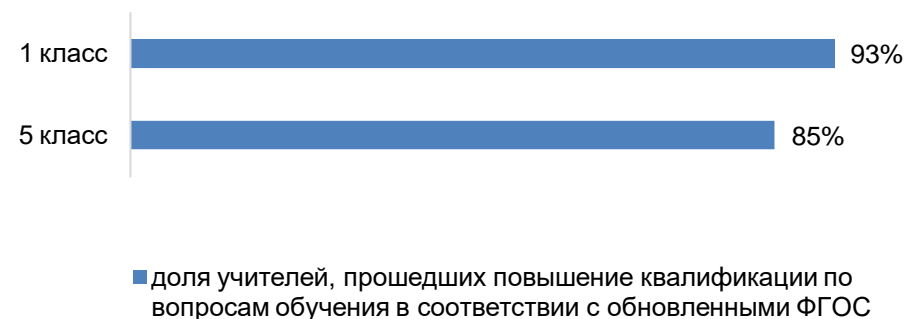 1 класс 93%
5 класс 85%
доля учителей, прошедших повышение квалификации по
вопросам обучения в соответствии с обновленными ФГОС